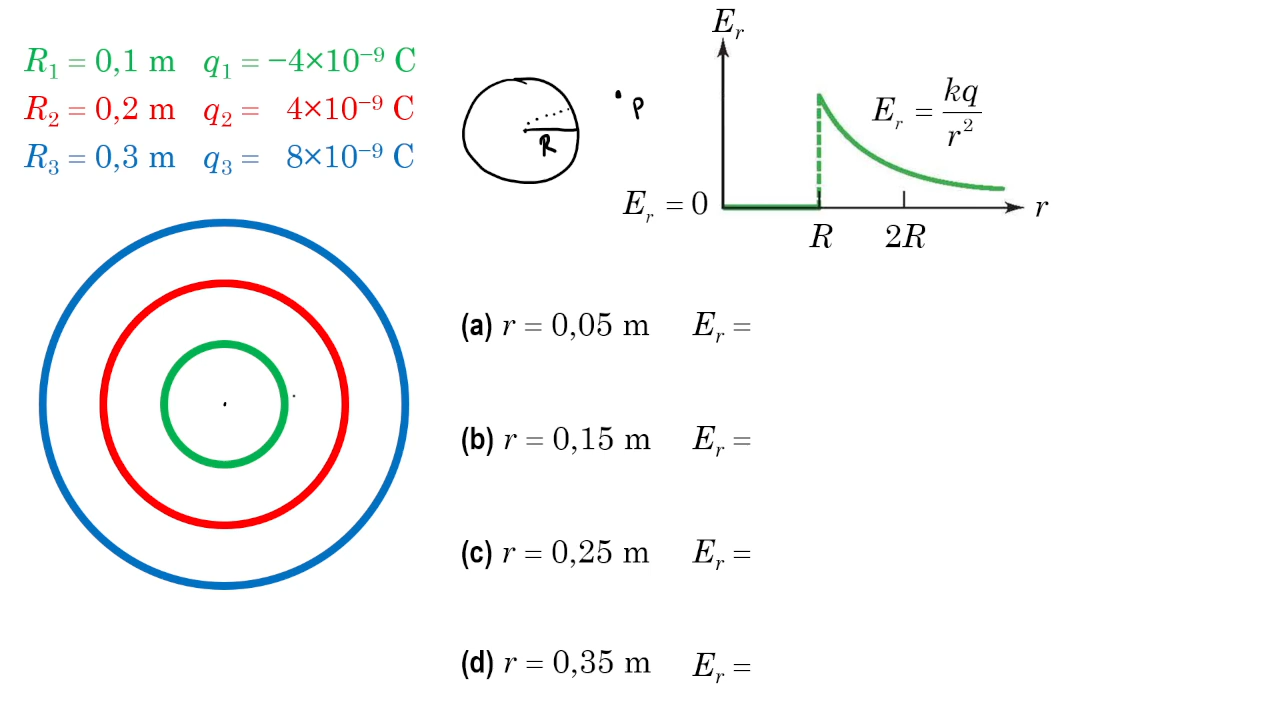 R₁ = 0,1 m q₁ = −4×10⁻⁹ C
R₂ = 0,2 m q₂ = 4×10⁻⁹ C
R₃ = 0,3 m q₃ = 8×10⁻⁹ C
R
P
Eᵣ
Eᵣ = kq/r²
Eᵣ = 0
r
R 2R
(a) r = 0,05 m Eᵣ =
(b) r = 0,15 m Eᵣ =
(c) r = 0,25 m Eᵣ =
(d) r = 0,35 m Eᵣ =